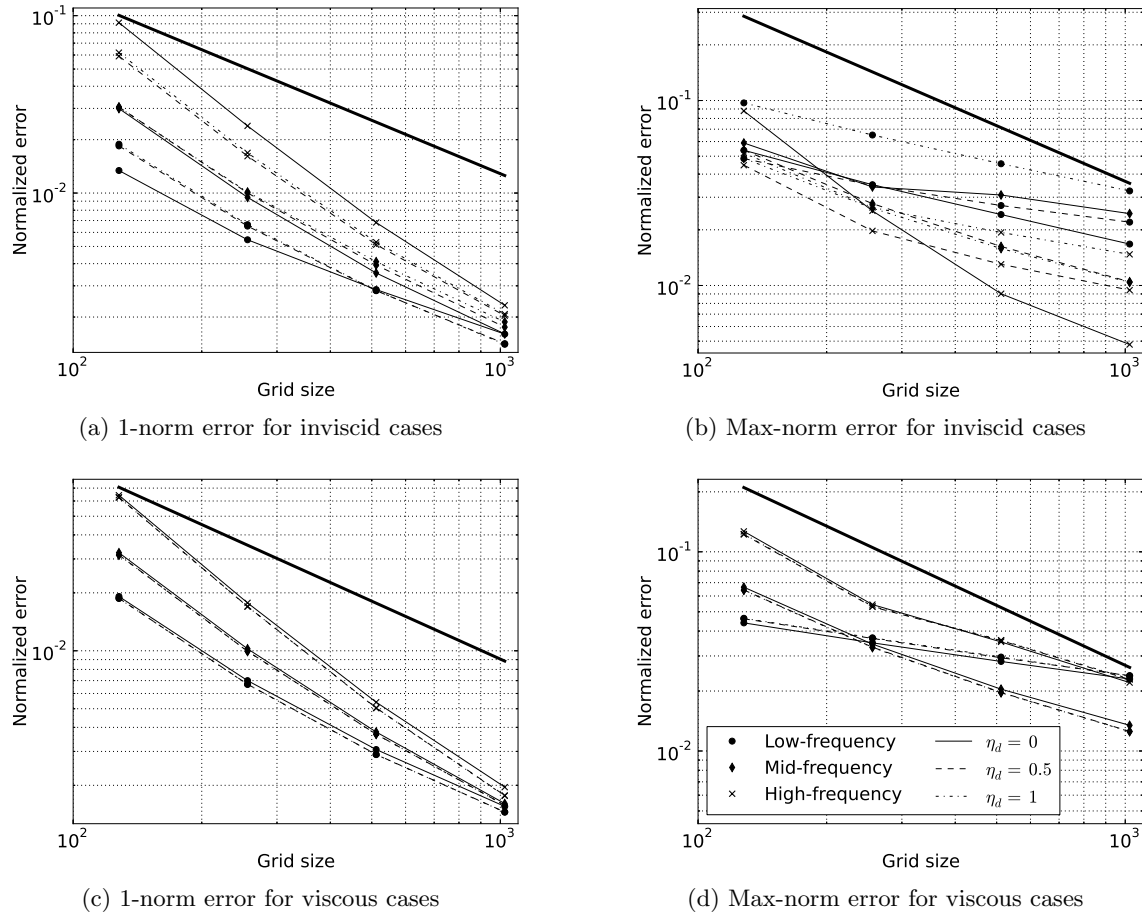 10^{-1}
10^{-2}
Normalized error
10^2
10^3
Grid size
(a) 1-norm error for inviscid cases
10^{-1}
10^{-2}
Normalized error
10^2
10^3
Grid size
(b) Max-norm error for inviscid cases
10^{-2}
Normalized error
10^2
10^3
Grid size
(c) 1-norm error for viscous cases
10^{-1}
10^{-2}
Normalized error
Low-frequency
Mid-frequency
High-frequency
η_d = 0
η_d = 0.5
η_d = 1
10^2
10^3
Grid size
(d) Max-norm error for viscous cases